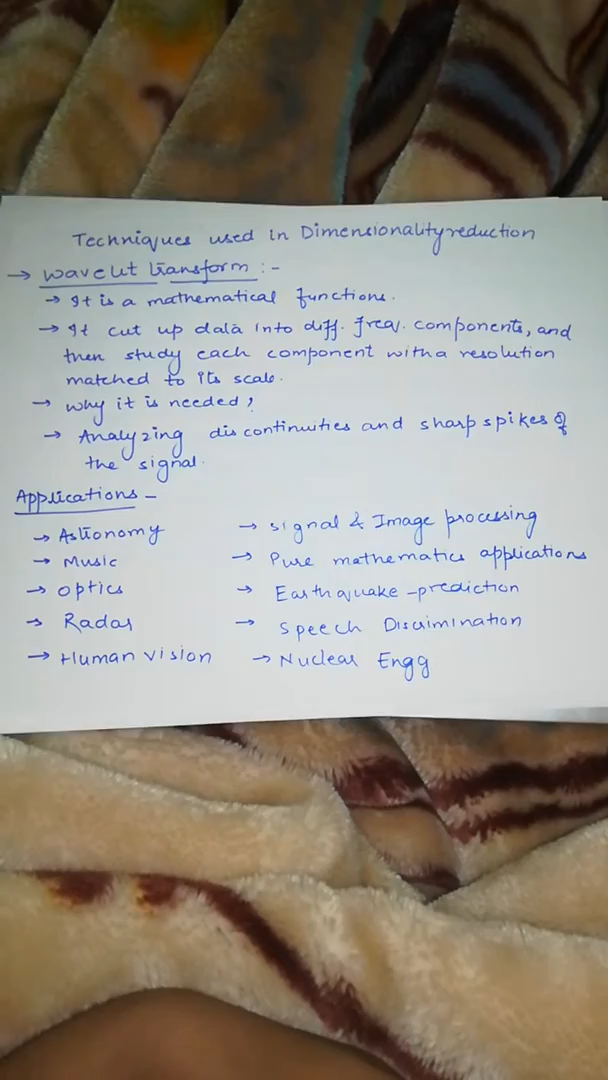 Techniques used in Dimensionality reduction
→ Wavelet transform :-
→ It is a mathematical functions.
→ It cut up data into diff. freq. components, and
then study each component with a resolution
matched to its scale.
→ why it is needed?
→ Analyzing discontinuities and sharp spikes of
the signal.
Applications -
→ Astronomy → signal & Image processing
→ Music → Pure mathematics applications
→ optics → Earthquake -prediction
→ Radar → Speech Discrimination
→ Human vision → Nuclear Engg